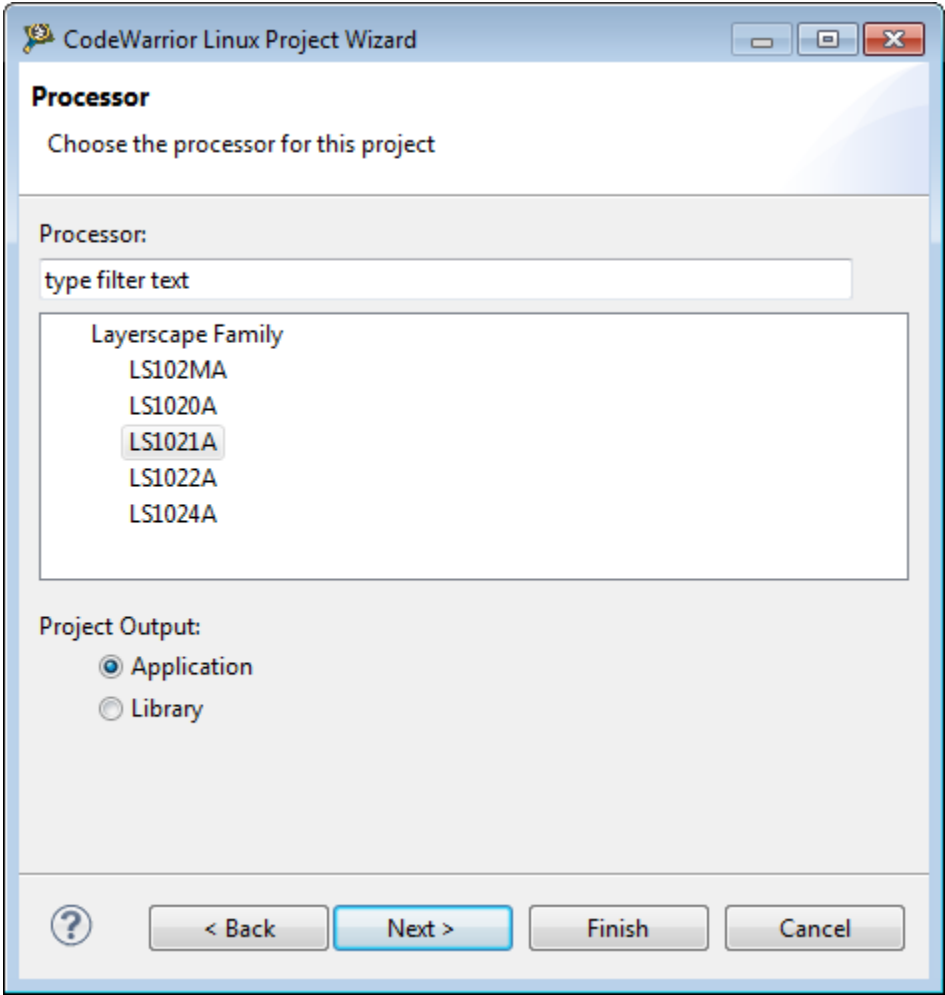 CodeWarrior Linux Project Wizard
Processor
Choose the processor for this project
Processor:
type filter text
Layerscape Family
LS102MA
LS1020A
LS1021A
LS1022A
LS1024A
Project Output:
Application
Library
? < Back Next > Finish Cancel